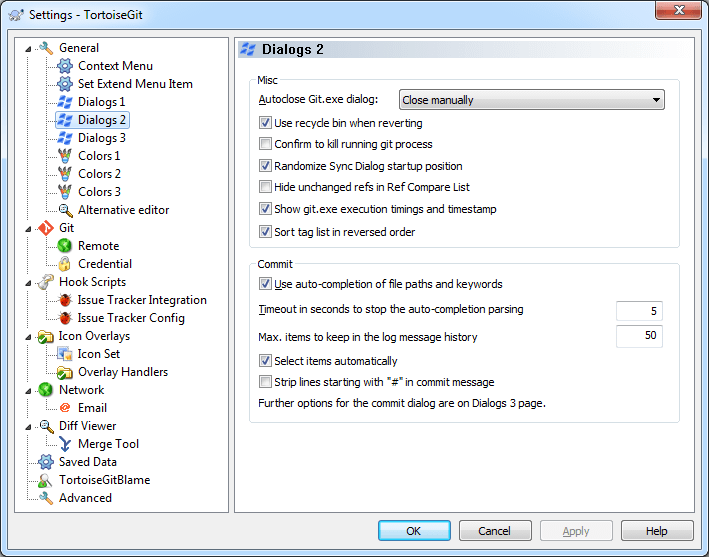 Settings - TortoiseGit
General
Context Menu
Set Extend Menu Item
Dialogs 1
Dialogs 2
Dialogs 3
Colors 1
Colors 2
Colors 3
Alternative editor
Git
Remote
Credential
Hook Scripts
Issue Tracker Integration
Issue Tracker Config
Icon Overlays
Icon Set
Overlay Handlers
Network
Email
Diff Viewer
Merge Tool
Saved Data
TortoiseGitBlame
Advanced
Dialogs 2
Misc
Autoclose Git.exe dialog: Close manually
Use recycle bin when reverting
Confirm to kill running git process
Randomize Sync Dialog startup position
Hide unchanged refs in Ref Compare List
Show git.exe execution timings and timestamp
Sort tag list in reversed order
Commit
Use auto-completion of file paths and keywords
Timeout in seconds to stop the auto-completion parsing 5
Max. items to keep in the log message history 50
Select items automatically
Strip lines starting with "#" in commit message
Further options for the commit dialog are on Dialogs 3 page.
OK Cancel Apply Help